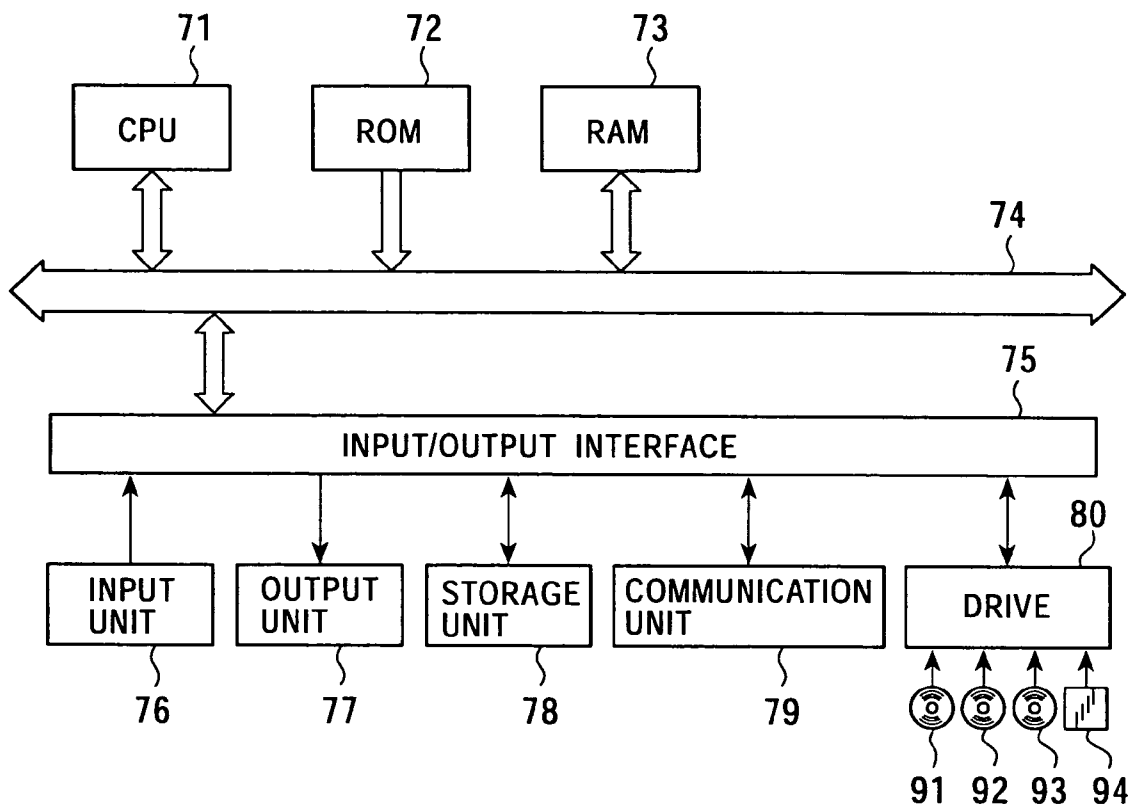 71
72
73
CPU
ROM
RAM
74
75
INPUT/OUTPUT INTERFACE
80
INPUT
UNIT
OUTPUT
UNIT
STORAGE
UNIT
COMMUNICATION
UNIT
DRIVE
76
77
78
79
91
92
93
94